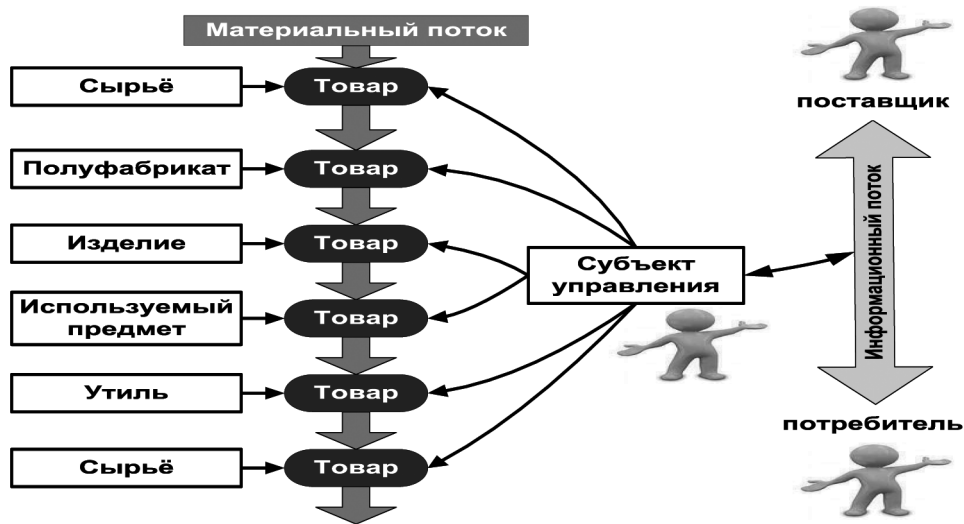 Материальный поток
Сырьё
Товар
Полуфабрикат
Товар
Изделие
Товар
Используемый
предмет
Товар
Утиль
Товар
Сырьё
Товар
Субъект
управления
поставщик
Информационный поток
потребитель